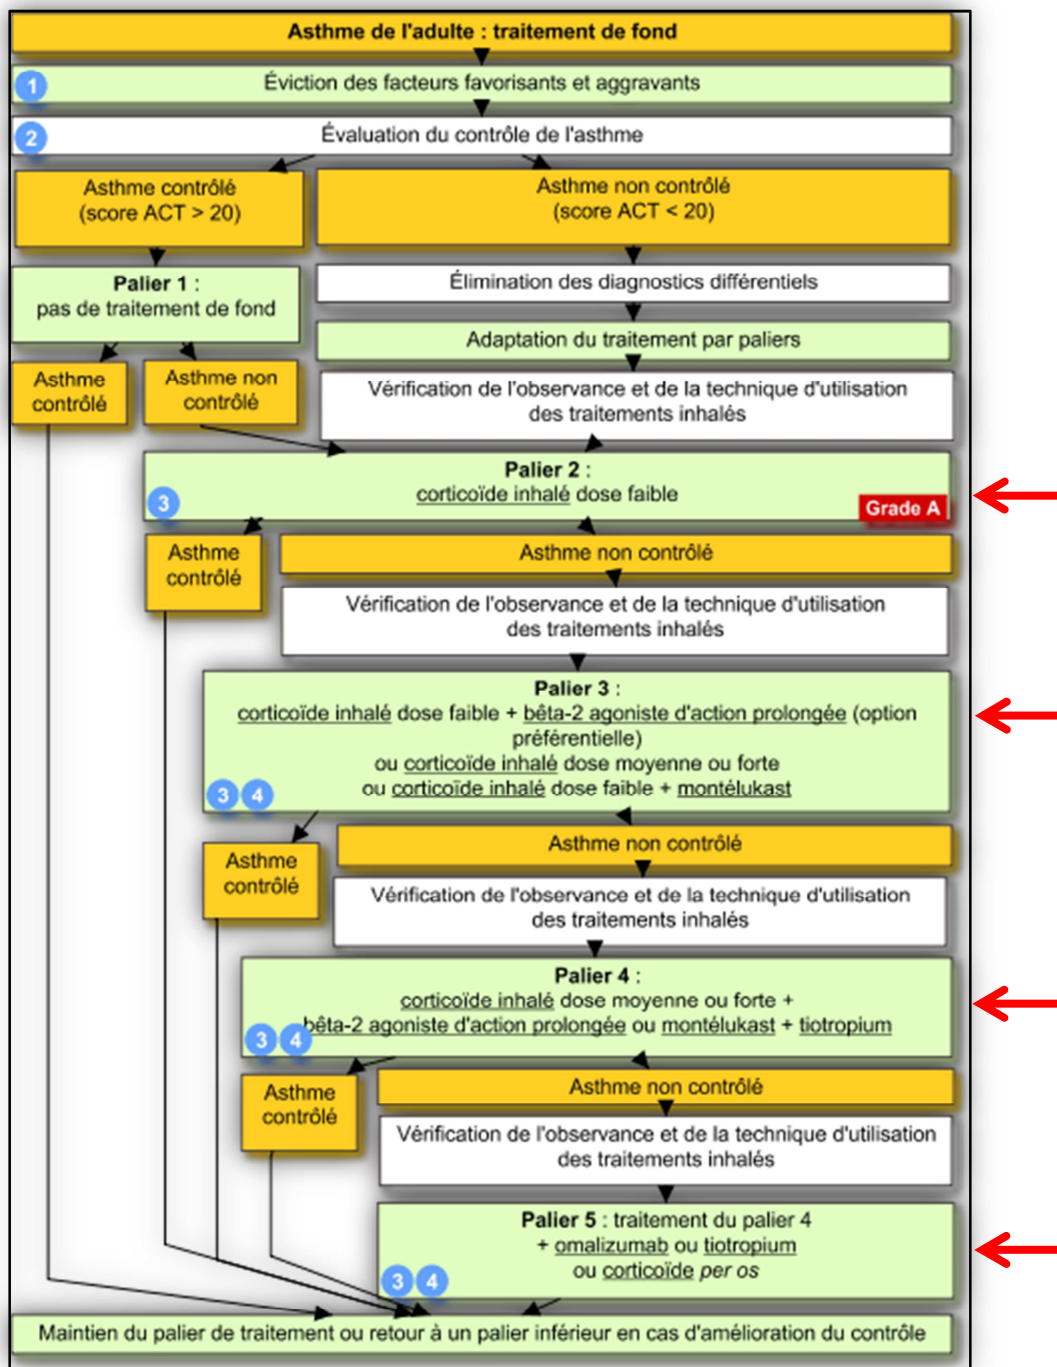 Asthme de l'adulte : traitement de fond
1
Éviction des facteurs favorisants et aggravants
2
Évaluation du contrôle de l'asthme
Asthme contrôlé
(score ACT > 20)
Asthme non contrôlé
(score ACT < 20)
Palier 1 :
pas de traitement de fond
Élimination des diagnostics différentiels
Adaptation du traitement par paliers
Asthme
contrôlé
Asthme non
contrôlé
Vérification de l'observance et de la technique d'utilisation
des traitements inhalés
Palier 2 :
corticoïde inhalé dose faible
3
Grade A
Asthme
contrôlé
Asthme non contrôlé
Vérification de l'observance et de la technique d'utilisation
des traitements inhalés
Palier 3 :
corticoïde inhalé dose faible + bêta-2 agoniste d'action prolongée (option
préférentielle)
ou corticoïde inhalé dose moyenne ou forte
ou corticoïde inhalé dose faible + montélukast
3 4
Asthme
contrôlé
Asthme non contrôlé
Vérification de l'observance et de la technique d'utilisation
des traitements inhalés
Palier 4 :
corticoïde inhalé dose moyenne ou forte +
bêta-2 agoniste d'action prolongée ou montélukast + tiotropium
3 4
Asthme
contrôlé
Asthme non contrôlé
Vérification de l'observance et de la technique d'utilisation
des traitements inhalés
Palier 5 : traitement du palier 4
+ omalizumab ou tiotropium
ou corticoïde per os
3 4
Maintien du palier de traitement ou retour à un palier inférieur en cas d'amélioration du contrôle